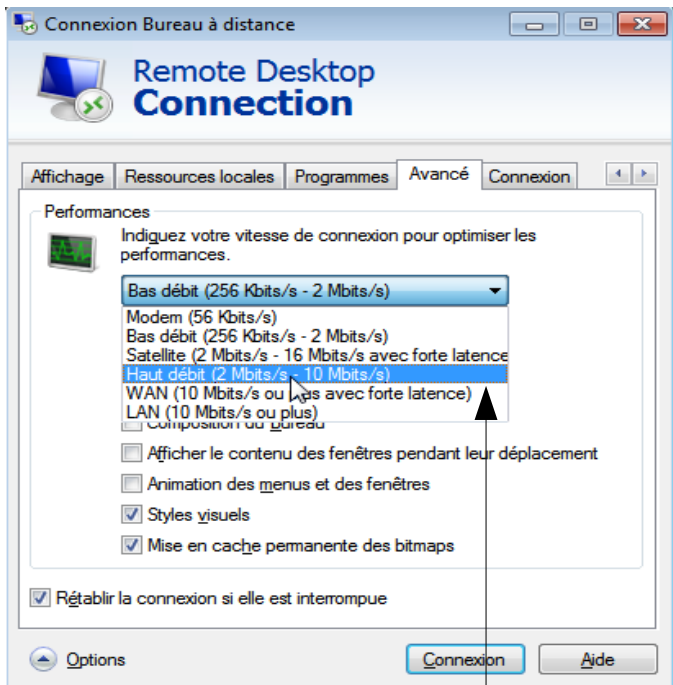 Connexion Bureau à distance
Remote Desktop
Connection
Affichage Ressources locales Programmes Avancé Connexion
Performances
Indiquez votre vitesse de connexion pour optimiser les
performances.
Bas débit (256 Kbits/s - 2 Mbits/s)
Modem (56 Kbits/s)
Bas débit (256 Kbits/s - 2 Mbits/s)
Satellite (2 Mbits/s - 16 Mbits/s avec forte latence
Haut débit (2 Mbits/s - 10 Mbits/s)
WAN (10 Mbits/s ou plus avec forte latence)
LAN (10 Mbits/s ou plus)
Composition du bureau
Afficher le contenu des fenêtres pendant leur déplacement
Animation des menus et des fenêtres
Styles visuels
Mise en cache permanente des bitmaps
Rétablir la connexion si elle est interrompue
Options Connexion Aide